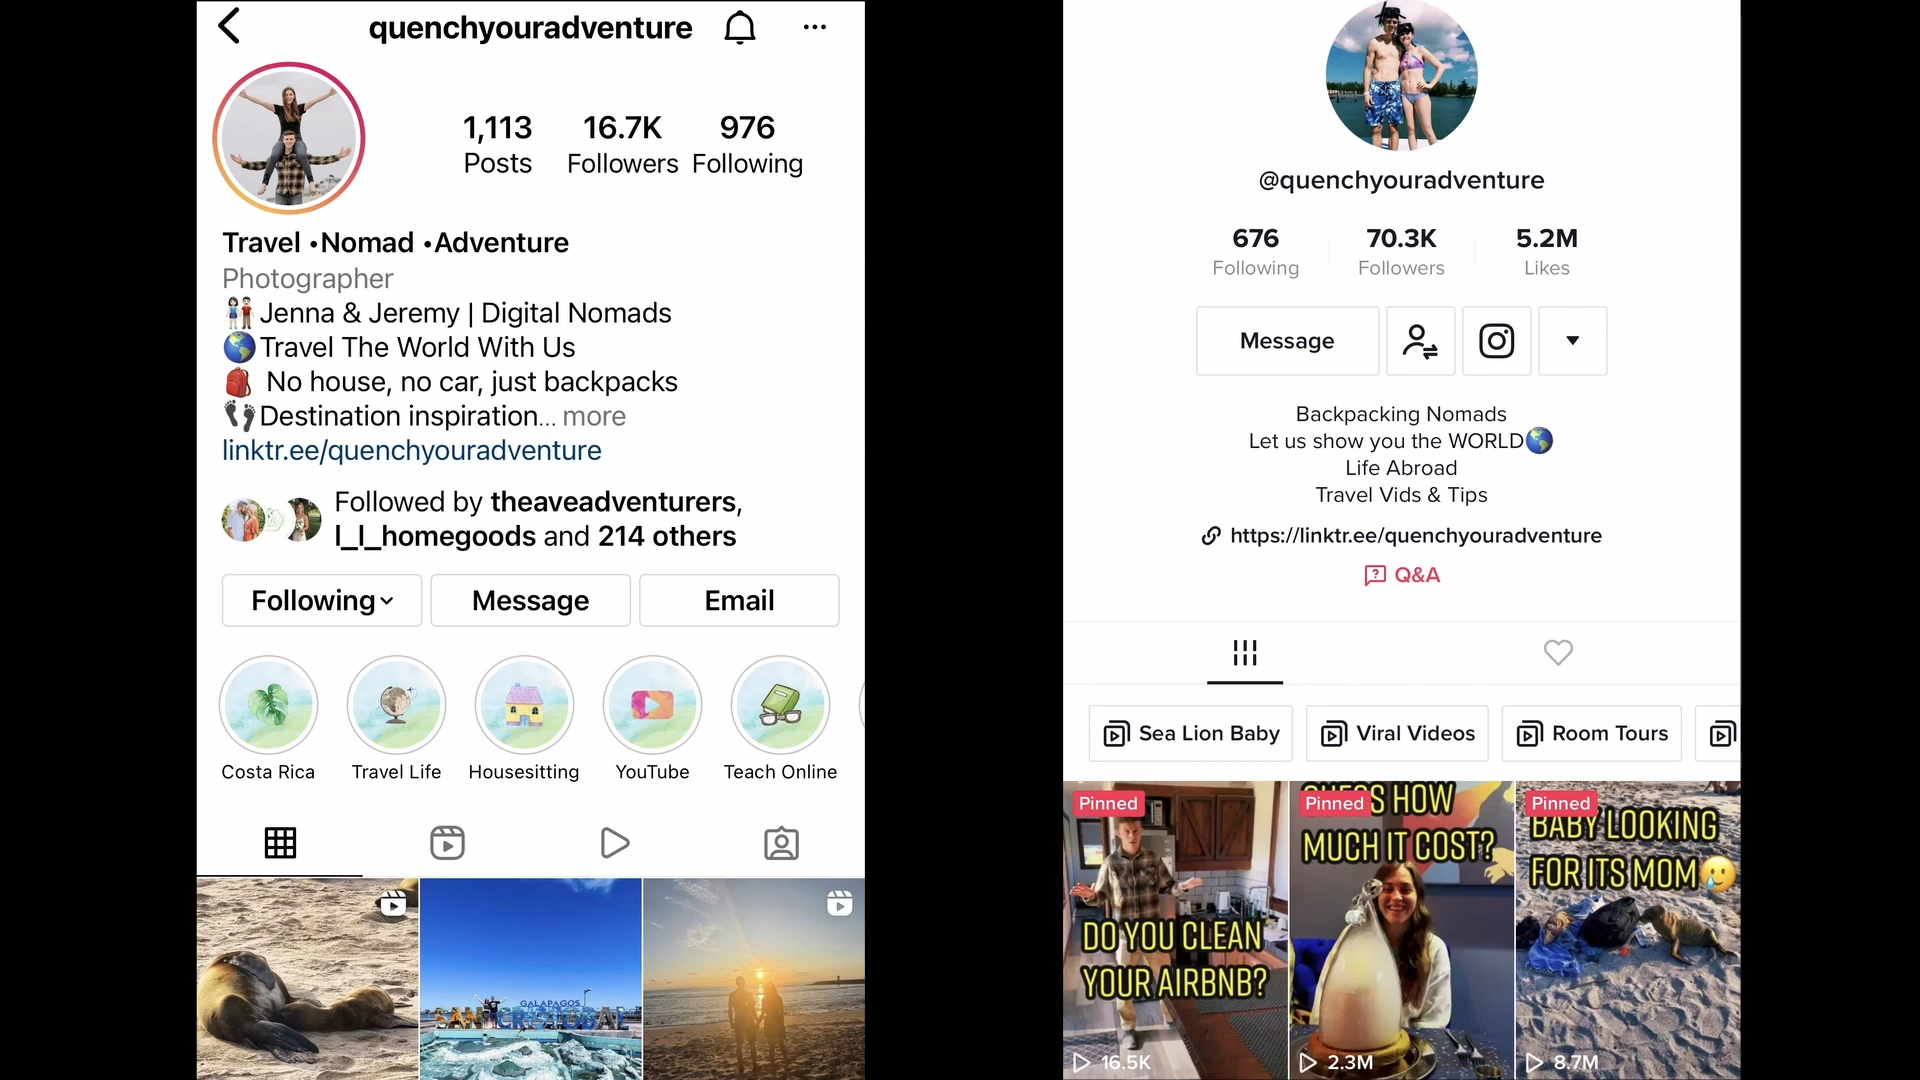 quenchyouradventure
1,113 16.7K 976
Posts Followers Following
Travel •Nomad •Adventure
Photographer
Jenna & Jeremy | Digital Nomads
Travel The World With Us
No house, no car, just backpacks
Destination inspiration... more
linktr.ee/quenchyouradventure
Followed by theaveadventurers,
l_l_homegoods and 214 others
Following Message Email
Costa Rica Travel Life Housesitting YouTube Teach Online
GALAPAGOS
SAN CRISTOBAL
@quenchyouradventure
676 70.3K 5.2M
Following Followers Likes
Message
Backpacking Nomads
Let us show you the WORLD
Life Abroad
Travel Vids & Tips
https://linktr.ee/quenchyouradventure
Q&A
Sea Lion Baby Viral Videos Room Tours
Pinned
DO YOU CLEAN
YOUR AIRBNB?
16.5K
Pinned
GUESS HOW
MUCH IT COST?
2.3M
Pinned
BABY LOOKING
FOR ITS MOM
8.7M